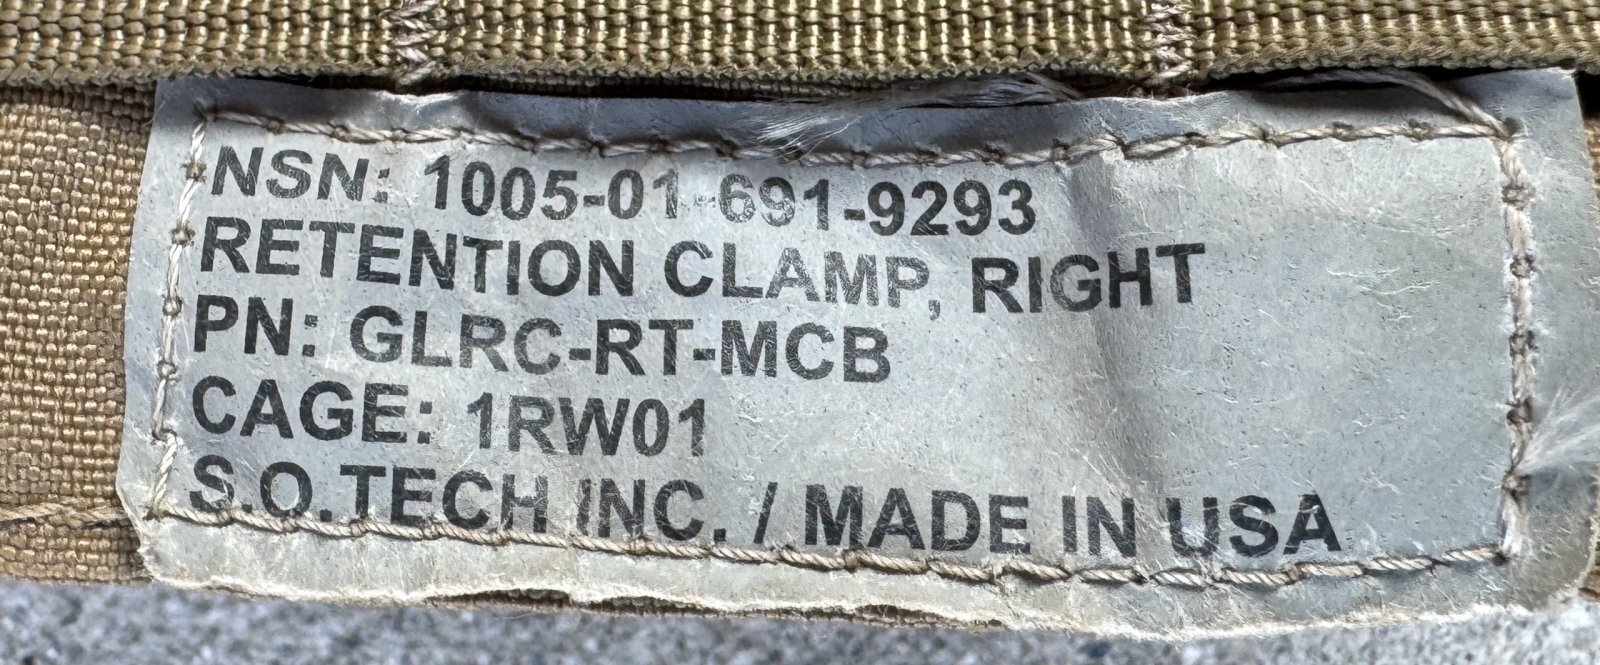 NSN: 1005-01-691-9293
RETENTION CLAMP, RIGHT
PN: GLRC-RT-MCB
CAGE: 1RW01
S.O.TECH INC. / MADE IN USA